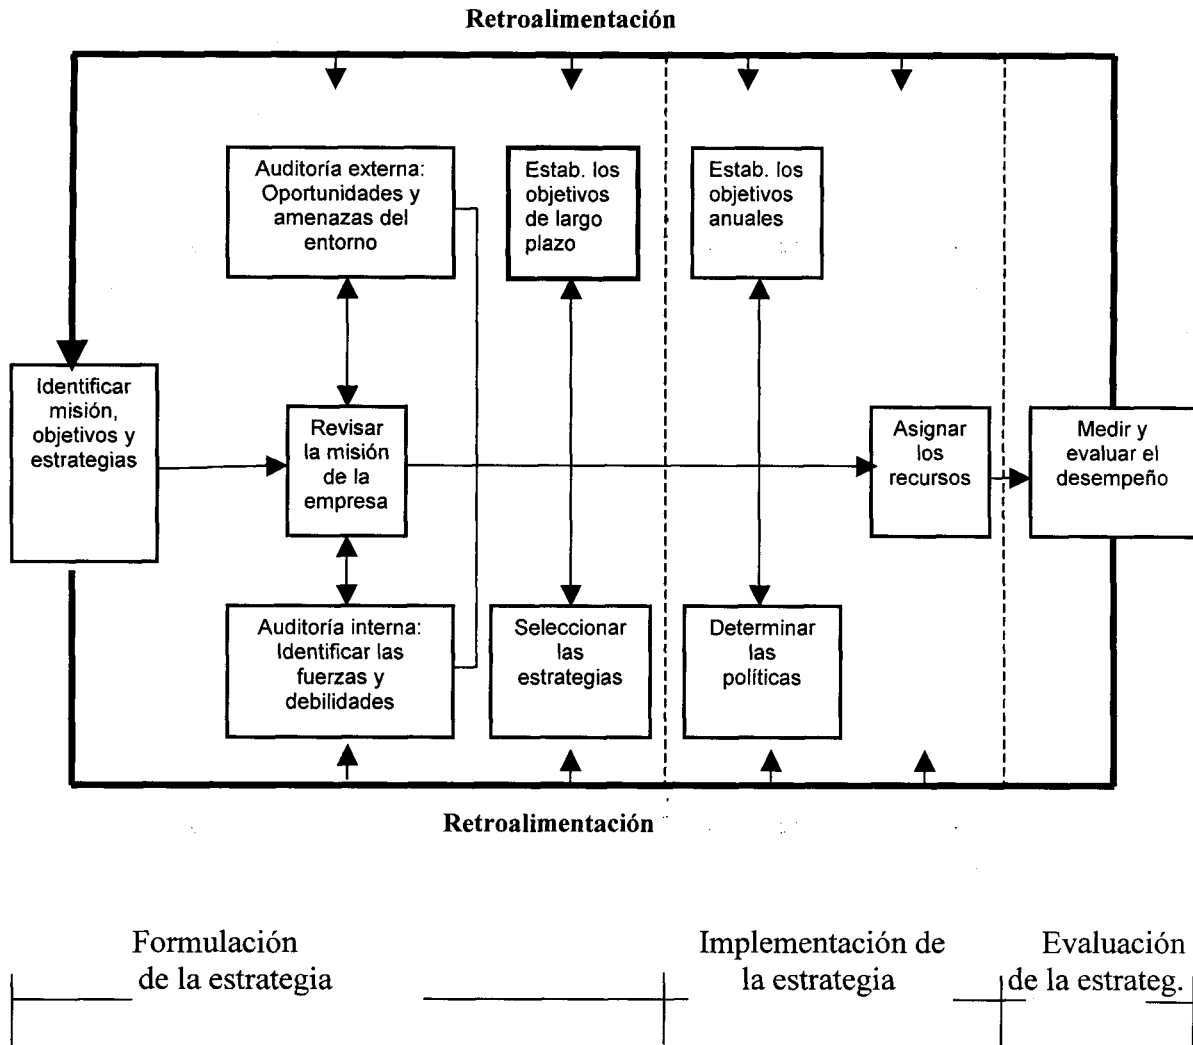 Retroalimentación
Auditoría externa:
Oportunidades y
amenazas del
entorno
Estab. los
objetivos
de largo
plazo
Estab. los
objetivos
anuales
Identificar
misión,
objetivos y
estrategias
Revisar
la misión
de la
empresa
Asignar
los
recursos
Medir y
evaluar el
desempeño
Auditoría interna:
Identificar las
fuerzas y
debilidades
Seleccionar
las
estrategias
Determinar
las
políticas
Retroalimentación
Formulación
de la estrategia
Implementación de
la estrategia
Evaluación
de la estrateg.